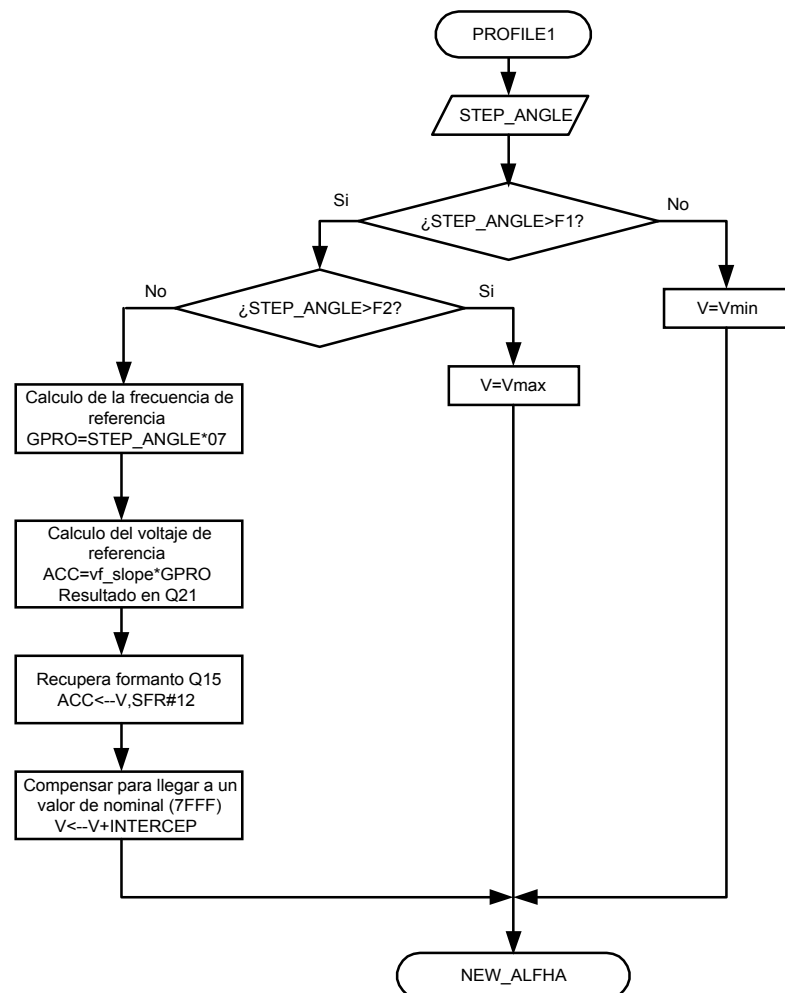 PROFILE1
STEP_ANGLE
¿STEP_ANGLE>F1?
Si
No
¿STEP_ANGLE>F2?
No
Si
V=Vmin
V=Vmax
Calculo de la frecuencia de
referencia
GPRO=STEP_ANGLE*07
Calculo del voltaje de
referencia
ACC=vf_slope*GPRO
Resultado en Q21
Recupera formanto Q15
ACC<--V,SFR#12
Compensar para llegar a un
valor de nominal (7FFF)
V<--V+INTERCEP
NEW_ALFHA